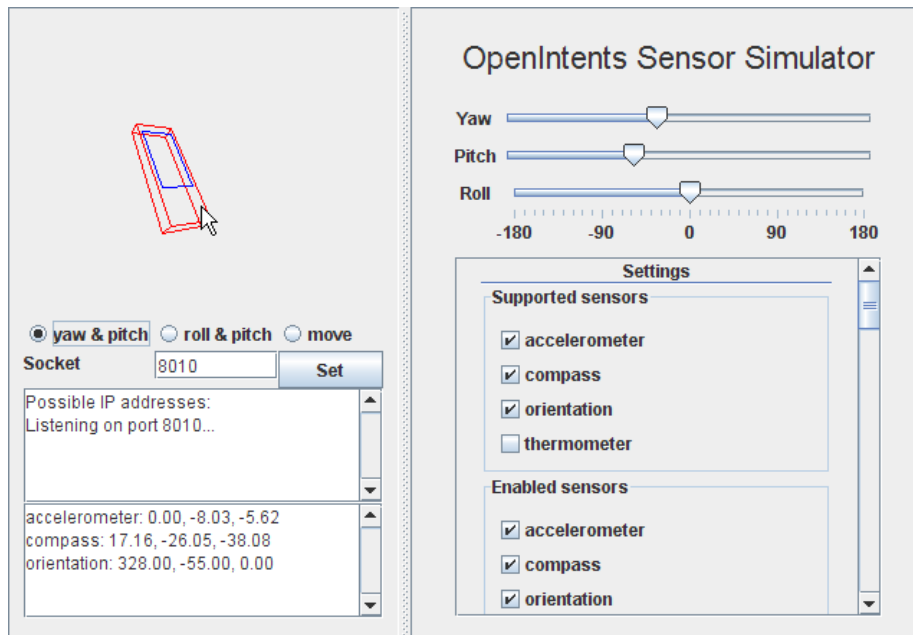 yaw & pitch roll & pitch move
Socket 8010 Set
Possible IP addresses:
Listening on port 8010...
accelerometer: 0.00, -8.03, -5.62
compass: 17.16, -26.05, -38.08
orientation: 328.00, -55.00, 0.00
OpenIntents Sensor Simulator
Yaw
Pitch
Roll
-180 -90 0 90 180
Settings
Supported sensors
accelerometer
compass
orientation
thermometer
Enabled sensors
accelerometer
compass
orientation